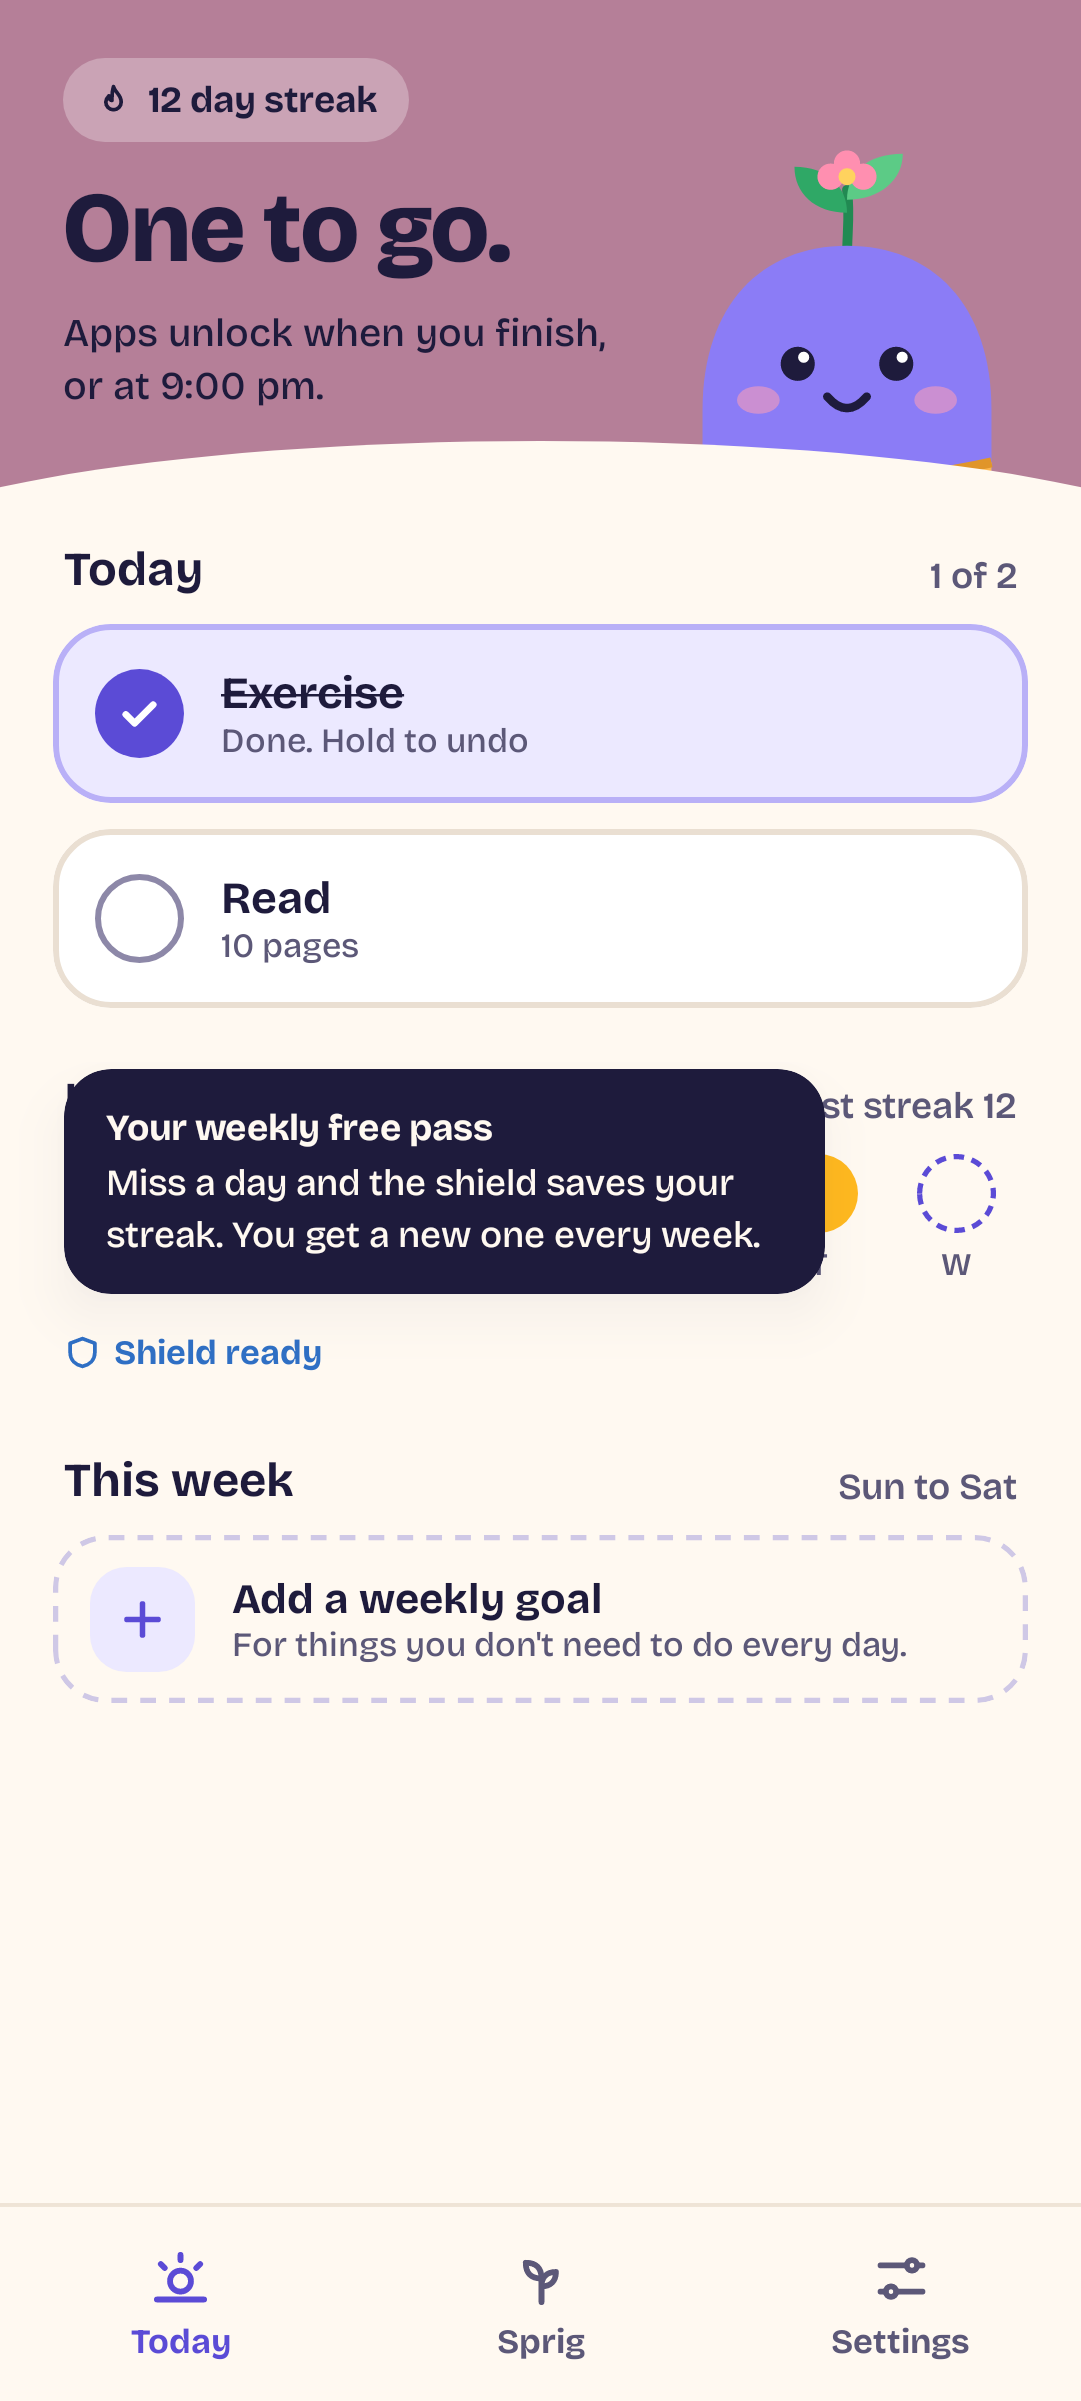 12 day streak
One to go.
Apps unlock when you finish,
or at 9:00 pm.
Today
1 of 2
Exercise
Done. Hold to undo
Read
10 pages
streak 12
Your weekly free pass
Miss a day and the shield saves your
streak. You get a new one every week.
W
Shield ready
This week
Sun to Sat
Add a weekly goal
For things you don't need to do every day.
Today
Sprig
Settings